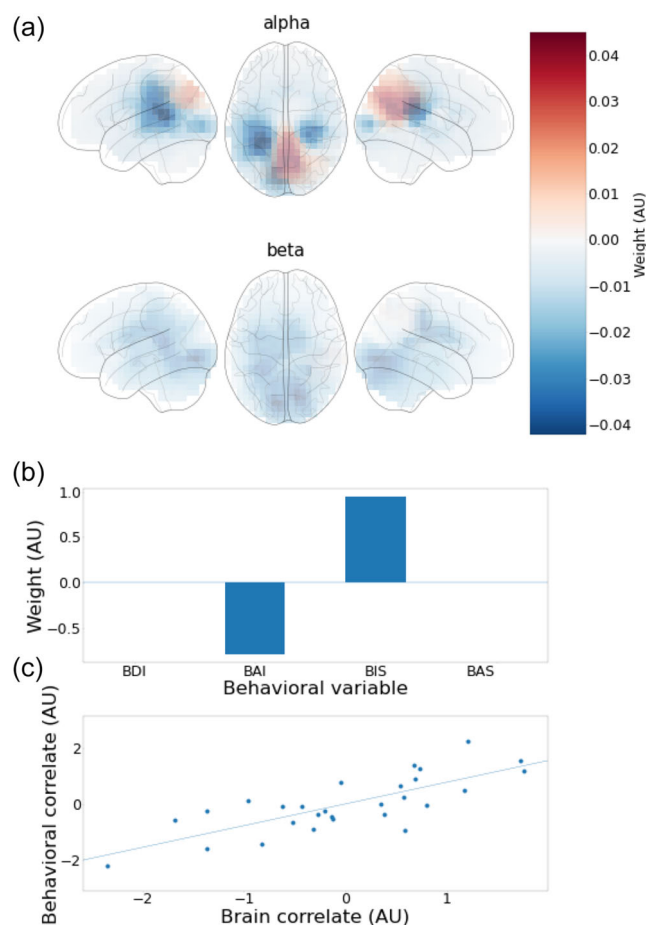 (a)
alpha
0.04
0.03
0.02
0.01
0.00
−0.01
−0.02
−0.03
−0.04
Weight (AU)
beta
(b)
1.0
0.5
0.0
−0.5
Weight (AU)
BDI BAI BIS BAS
Behavioral variable
(c)
2
0
−2
Behavioral correlate (AU)
−2 −1 0 1
Brain correlate (AU)